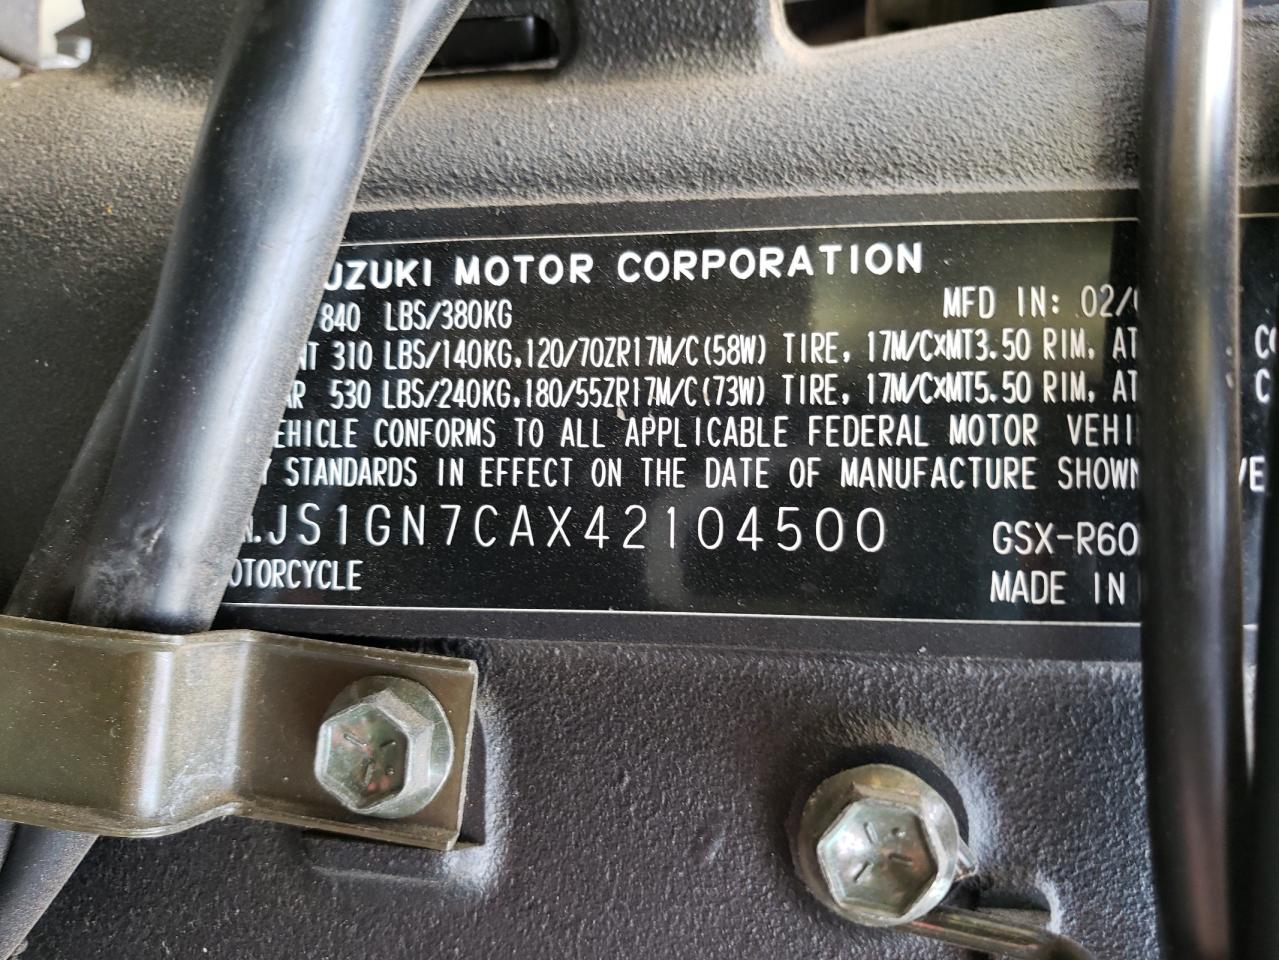 UZUKI MOTOR CORPORATION
840 LBS/380KG MFD IN: 02/
NT 310 LBS/140KG,120/70ZR17M/C(58W) TIRE, 17M/CxMT3.50 RIM, AT CO
AR 530 LBS/240KG,180/55ZR17M/C(73W) TIRE, 17M/CxMT5.50 RIM, AT C
EHICLE CONFORMS TO ALL APPLICABLE FEDERAL MOTOR VEHI
Y STANDARDS IN EFFECT ON THE DATE OF MANUFACTURE SHOWN VE
N.JS1GN7CAX42104500 GSX-R60
OTORCYCLE MADE IN